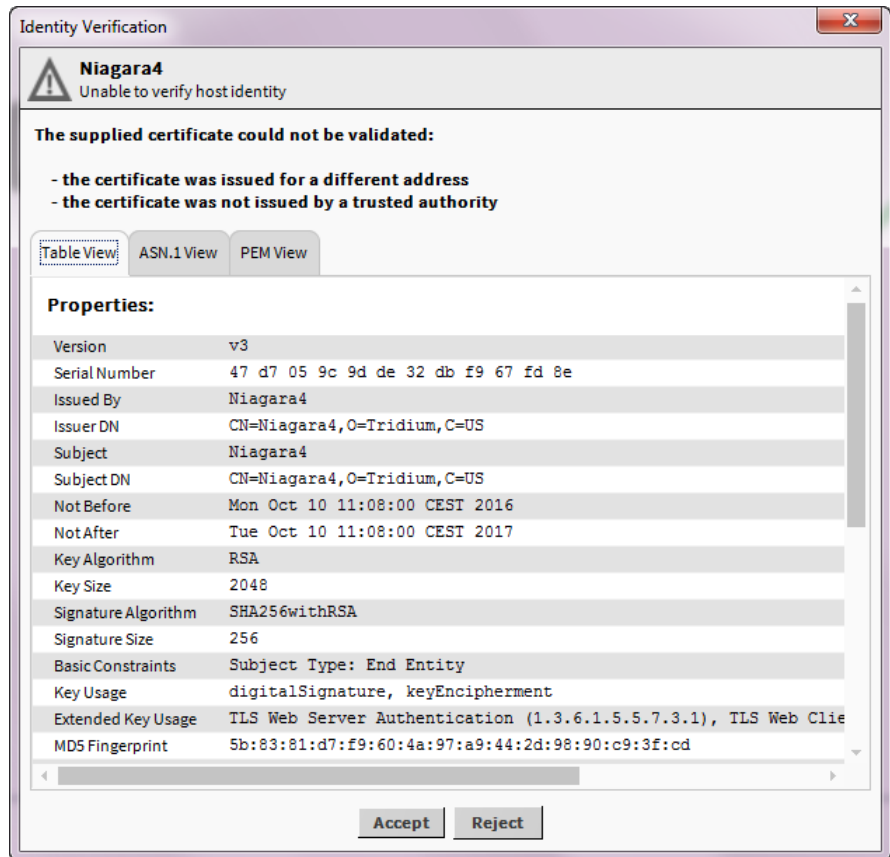 Identity Verification
Niagara4
Unable to verify host identity
The supplied certificate could not be validated:
- the certificate was issued for a different address
- the certificate was not issued by a trusted authority
Table View ASN.1 View PEM View
Properties:
Version v3
Serial Number 47 d7 05 9c 9d de 32 db f9 67 fd 8e
Issued By Niagara4
Issuer DN CN=Niagara4,O=Tridium,C=US
Subject Niagara4
Subject DN CN=Niagara4,O=Tridium,C=US
Not Before Mon Oct 10 11:08:00 CEST 2016
Not After Tue Oct 10 11:08:00 CEST 2017
Key Algorithm RSA
Key Size 2048
Signature Algorithm SHA256withRSA
Signature Size 256
Basic Constraints Subject Type: End Entity
Key Usage digitalSignature, keyEncipherment
Extended Key Usage TLS Web Server Authentication (1.3.6.1.5.5.7.3.1), TLS Web Clie
MD5 Fingerprint 5b:83:81:d7:f9:60:4a:97:a9:44:2d:98:90:c9:3f:cd
Accept Reject